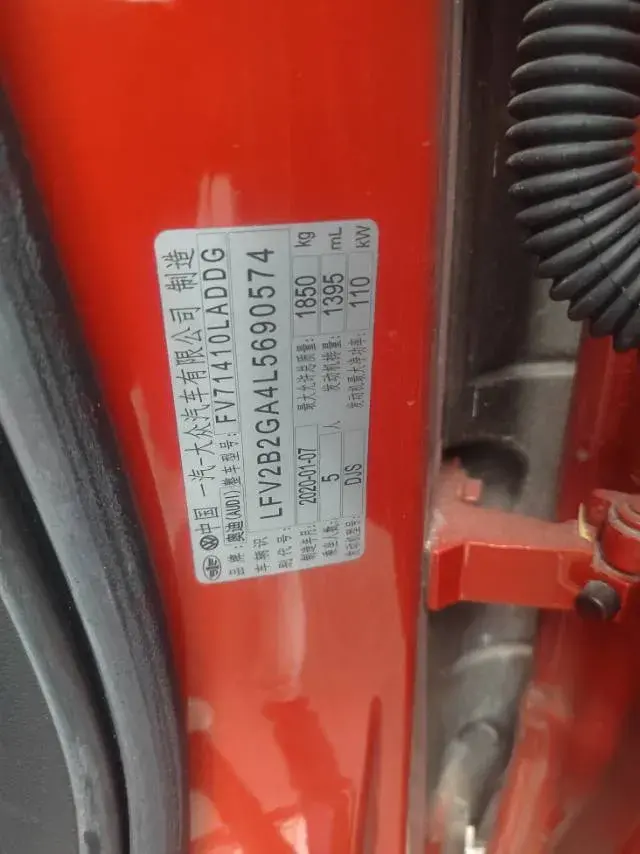 中国 一汽-大众汽车有限公司 制造
品牌: 奥迪(AUDI) 整车型号: FV71410LADDG
车辆识别代号: LFV2B2GA4L5690574
制造年月: 2020-01-07 最大允许总质量: 1850 kg
乘坐人数: 5 人 发动机排量: 1395 mL
发动机型号: DJS 发动机最大净功率: 110 kW